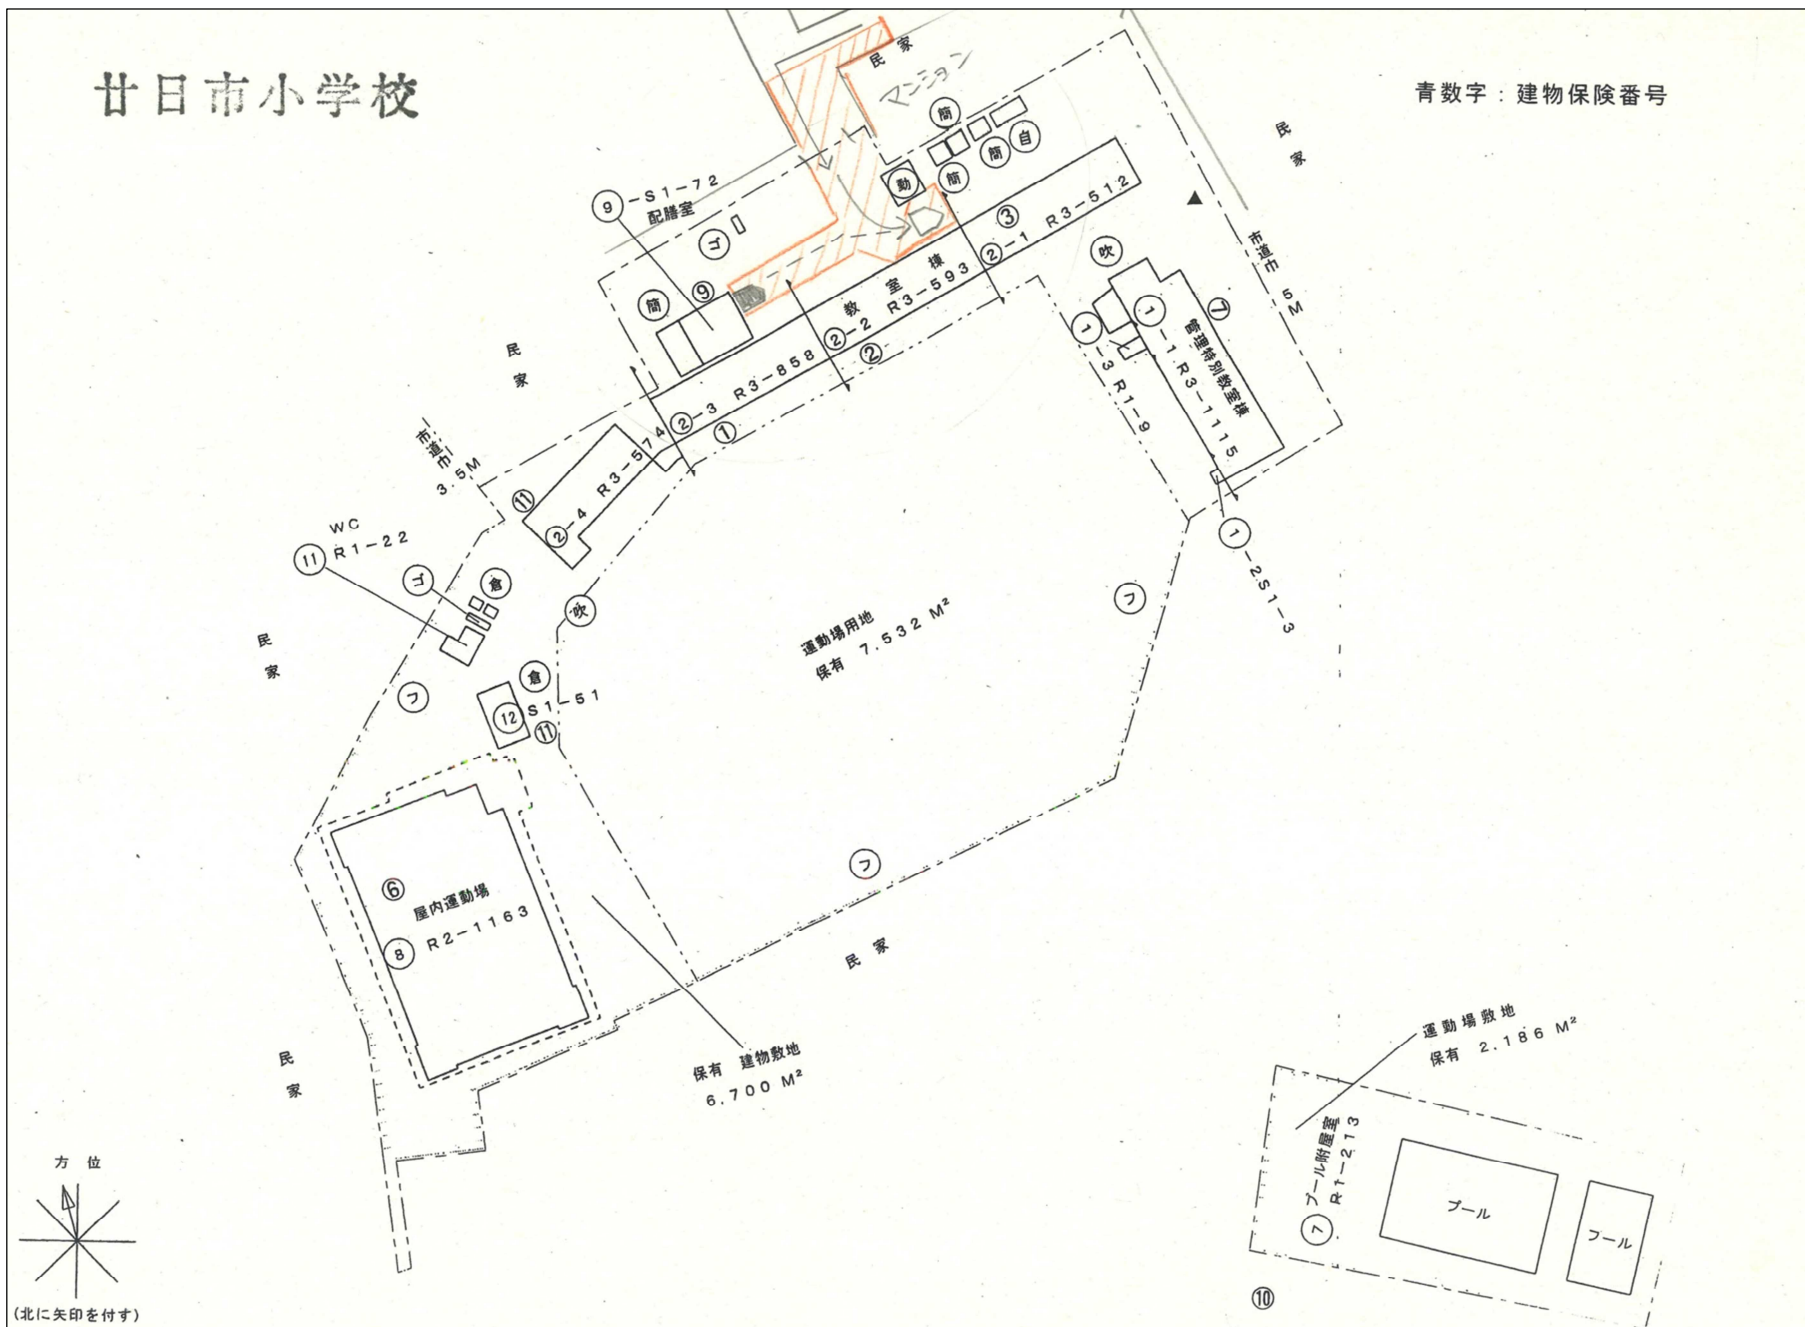 廿日市小学校
青数字：建物保険番号
民家
マンション
民家
⑨-S1-72
配膳室
簡
簡
簡
自
動
ゴ
簡
⑨
③
②-1 R3-512
教室棟
②-2 R3-593
②
②-3 R3-858
①
吹
市道巾 5M
⑦
管理特別教室棟
①-1 R3-1115
①-3 R1-9
①-2S1-3
民家
市道巾
3.5M
⑪
②-4 R3-574
WC
⑪ R1-22
ゴ
倉
吹
民家
フ
倉
⑫ S1-51
⑪
運動場用地
保有 7,532 M²
フ
フ
⑥
屋内運動場
⑧ R2-1163
民家
民家
保有 建物敷地
6,700 M²
運動場敷地
保有 2,186 M²
⑦ プール附属室
R1-213
プール
プール
⑩
方位
(北に矢印を付す)